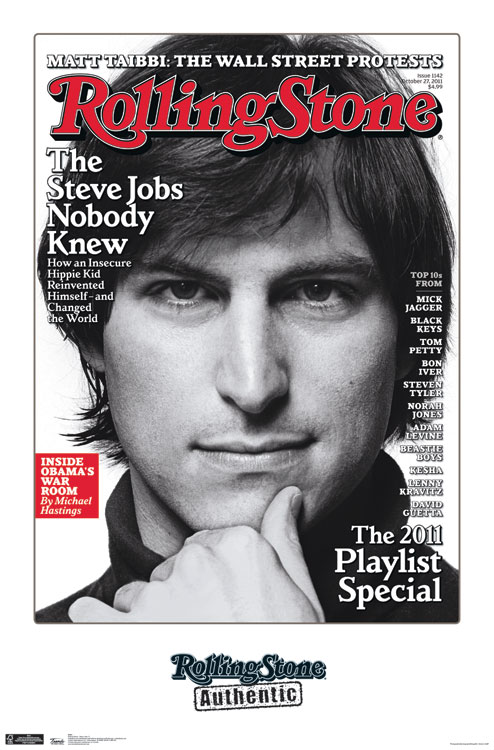 MATT TAIBBI: THE WALL STREET PROTESTS
Issue 1142
October 27, 2011
$4.99
RollingStone
The
Steve Jobs
Nobody
Knew
How an Insecure
Hippie Kid
Reinvented
Himself – and
Changed
the World
TOP 10s
FROM
MICK
JAGGER
BLACK
KEYS
TOM
PETTY
BON
IVER
STEVEN
TYLER
NORAH
JONES
ADAM
LEVINE
BEASTIE
BOYS
KE$HA
LENNY
KRAVITZ
DAVID
GUETTA
INSIDE
OBAMA'S
WAR
ROOM
By Michael
Hastings
The 2011
Playlist
Special
RollingStone
Authentic